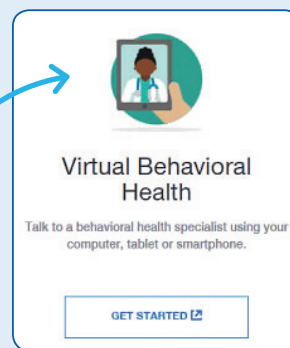 Virtual Behavioral
Health
Talk to a behavioral health specialist using your
computer, tablet or smartphone.
GET STARTED